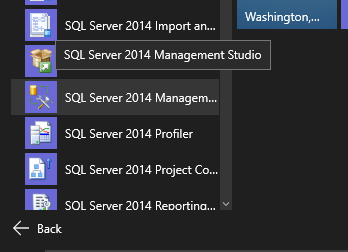 SQL Server 2014 Import an...
Washington,...
SQL Server 2014 Management Studio
SQL Server 2014 Managem...
SQL Server 2014 Profiler
SQL Server 2014 Project Co...
SQL Server 2014 Reporting...
Back